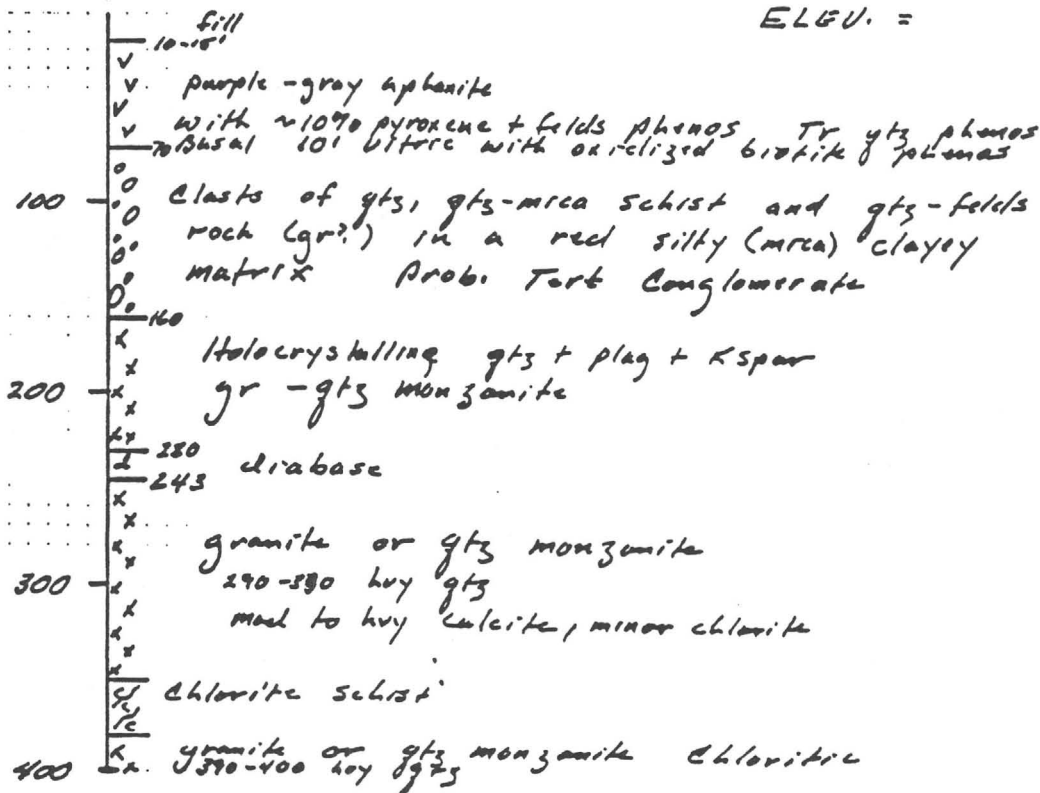 ELEV. =
fill
10-15'
purple-gray aphanite
with ~10% pyroxene + felds phenos Tr qtz phenos
70 Basal 10' vitric with oxidized biotite phenos
100 Clasts of qtz, qtz-mica schist and qtz-felds
rock (gr?) in a red silty (mica) clayey
matrix Prob. Tert Conglomerate
160
Holocrystalline qtz + plag + Kspar
200 gr - qtz monzonite
230
diabase
243
granite or qtz monzonite
300 290-330 hvy qtz
mod to hvy calcite, minor chlorite
Chlorite schist
granite or qtz monzonite Chloritic
400 390-400 hvy qtz